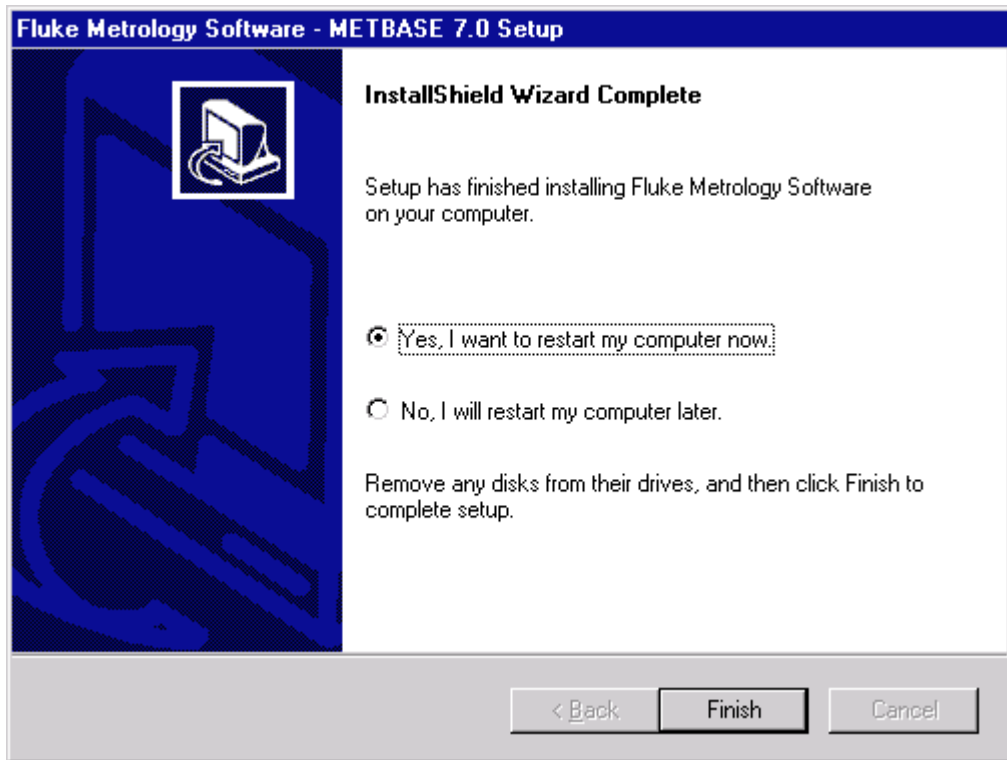 Fluke Metrology Software - METBASE 7.0 Setup
InstallShield Wizard Complete
Setup has finished installing Fluke Metrology Software
on your computer.
Yes, I want to restart my computer now.
No, I will restart my computer later.
Remove any disks from their drives, and then click Finish to
complete setup.
< Back
Finish
Cancel